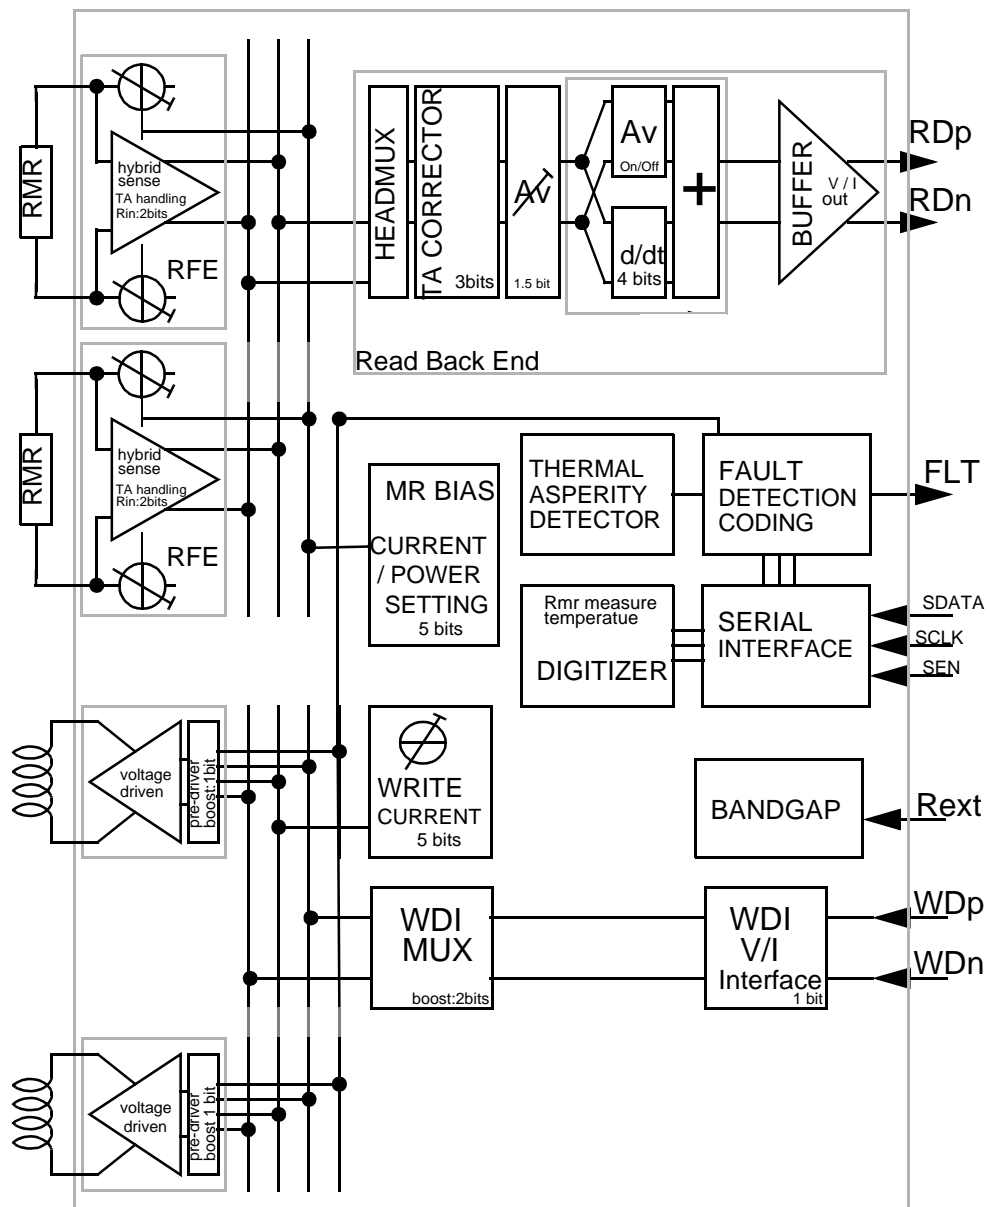 RMR
hybrid
sense
TA handling
Rin:2bits
RFE
HEADMUX
TA CORRECTOR
3bits
Av
1.5 bit
Av
On/Off
d/dt
4 bits
+
BUFFER
V / I
out
RDp
RDn
Read Back End
RMR
hybrid
sense
TA handling
Rin:2bits
RFE
MR BIAS
CURRENT
/ POWER
SETTING
5 bits
THERMAL
ASPERITY
DETECTOR
FAULT
DETECTION
CODING
FLT
Rmr measure
temperatue
DIGITIZER
SERIAL
INTERFACE
SDATA
SCLK
SEN
voltage
driven
pre-driver
boost:1bit
WRITE
CURRENT
5 bits
BANDGAP
Rext
WDI
MUX
boost:2bits
WDI
V/I
Interface
1 bit
WDp
WDn
voltage
driven
pre-driver
boost 1 bit